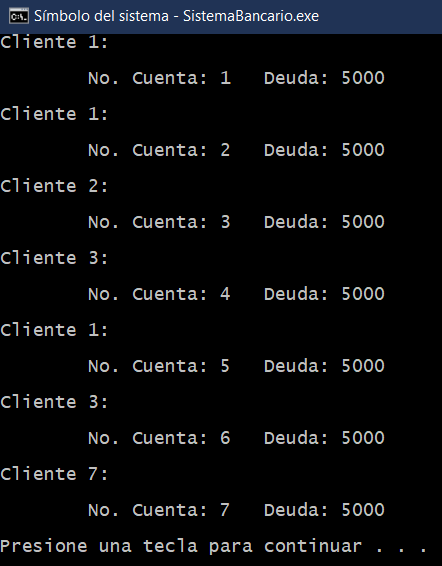 Símbolo del sistema - SistemaBancario.exe
Cliente 1:
No. Cuenta: 1 Deuda: 5000
Cliente 1:
No. Cuenta: 2 Deuda: 5000
Cliente 2:
No. Cuenta: 3 Deuda: 5000
Cliente 3:
No. Cuenta: 4 Deuda: 5000
Cliente 1:
No. Cuenta: 5 Deuda: 5000
Cliente 3:
No. Cuenta: 6 Deuda: 5000
Cliente 7:
No. Cuenta: 7 Deuda: 5000
Presione una tecla para continuar . . .